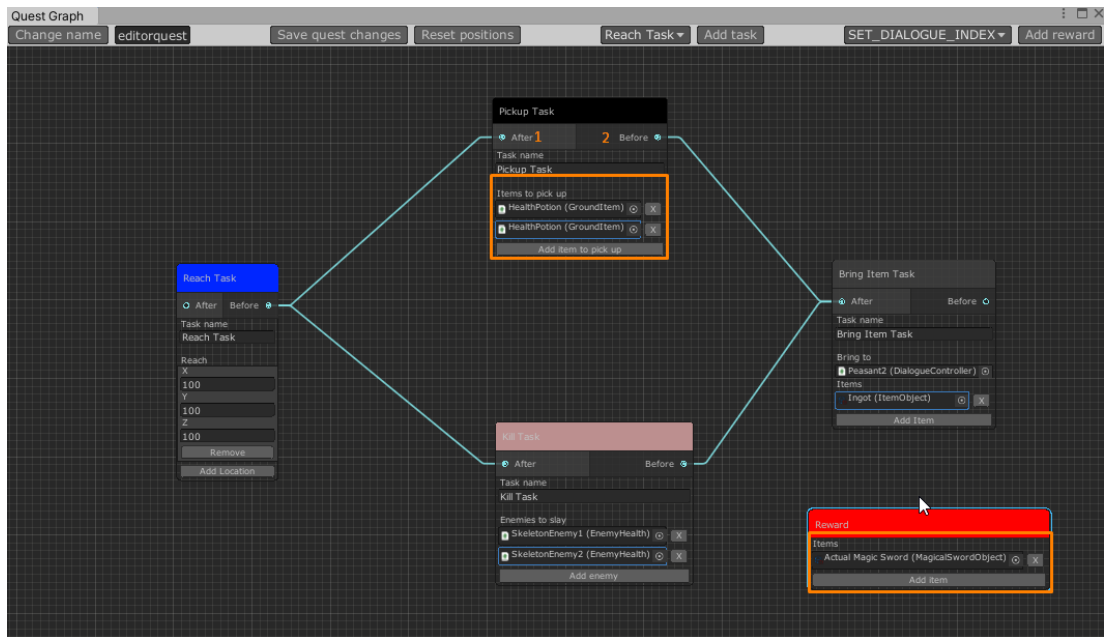 Quest Graph
Change name editorquest Save quest changes Reset positions Reach Task Add task SET_DIALOGUE_INDEX Add reward
Pickup Task
After 1 2 Before
Task name
Pickup Task
Items to pick up
HealthPotion (GroundItem) X
HealthPotion (GroundItem) X
Add item to pick up
Reach Task
After Before
Task name
Reach Task
Reach
X
100
Y
100
Z
100
Remove
Add Location
Kill Task
After Before
Task name
Kill Task
Enemies to slay
SkeletonEnemy1 (EnemyHealth) X
SkeletonEnemy2 (EnemyHealth) X
Add enemy
Bring Item Task
After Before
Task name
Bring Item Task
Bring to
Peasant2 (DialogueController)
Items
Ingot (ItemObject) X
Add Item
Reward
Items
Actual Magic Sword (MagicalSwordObject) X
Add item